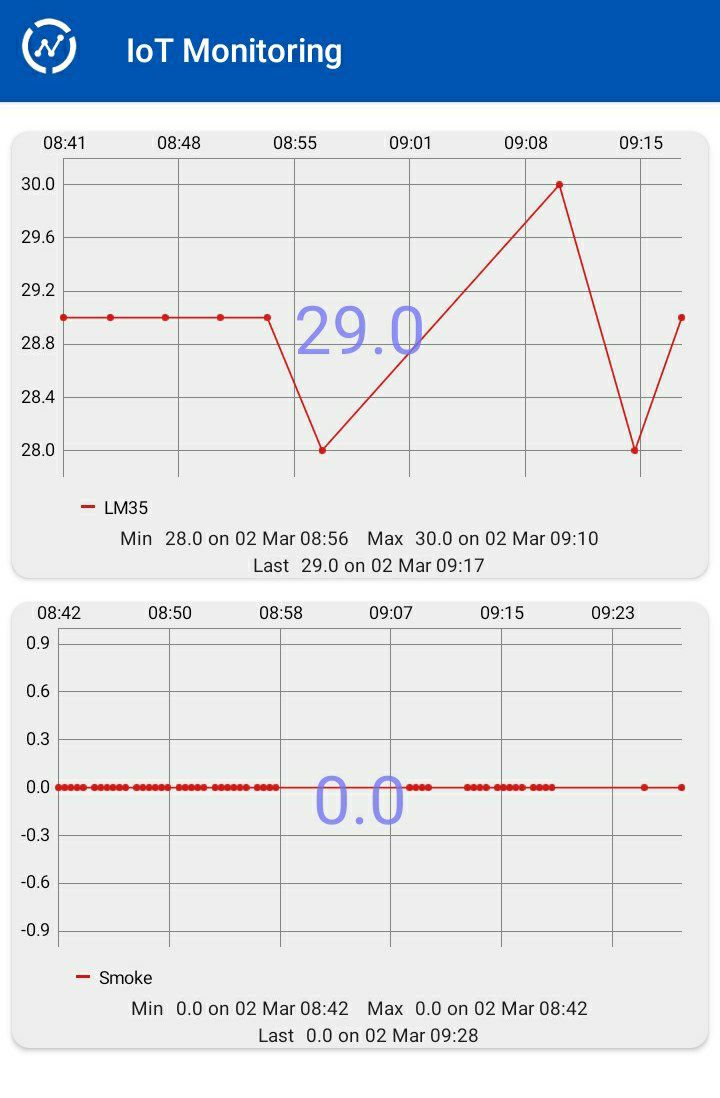 IoT Monitoring
08:41 08:48 08:55 09:01 09:08 09:15
30.0
29.6
29.2
29.0
28.8
28.4
28.0
LM35
Min 28.0 on 02 Mar 08:56 Max 30.0 on 02 Mar 09:10
Last 29.0 on 02 Mar 09:17
08:42 08:50 08:58 09:07 09:15 09:23
0.9
0.6
0.3
0.0
0.0
-0.3
-0.6
-0.9
Smoke
Min 0.0 on 02 Mar 08:42 Max 0.0 on 02 Mar 08:42
Last 0.0 on 02 Mar 09:28